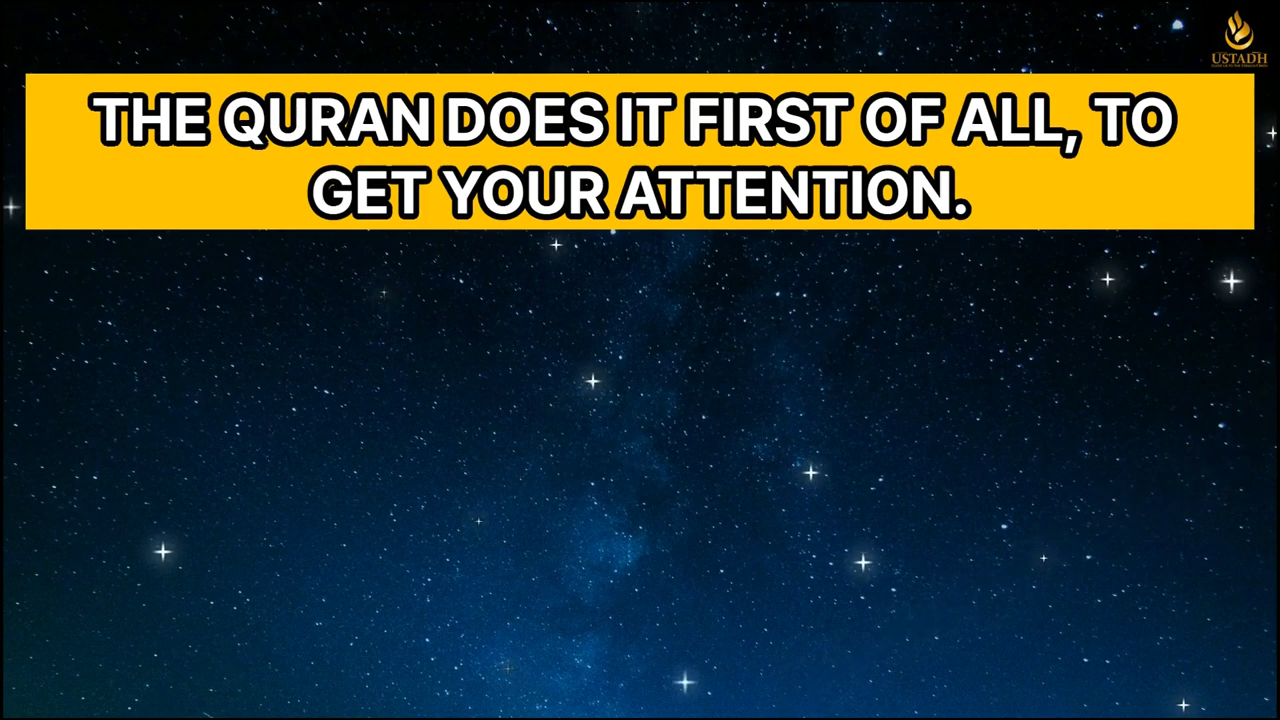 THE QURAN DOES IT FIRST OF ALL, TO
GET YOUR ATTENTION.
USTADH